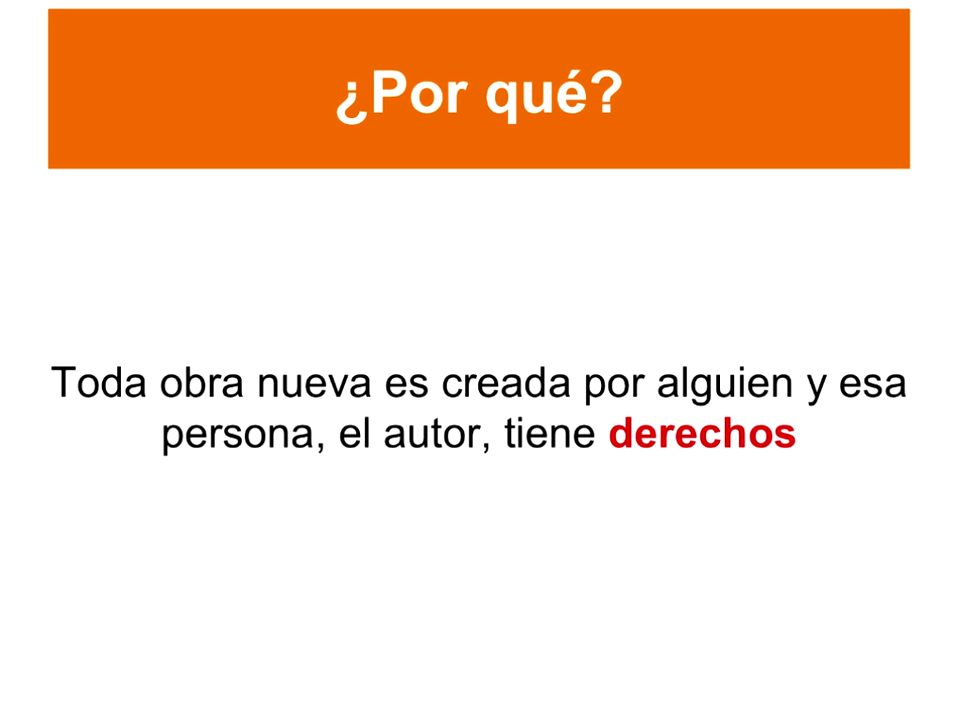 ¿Por qué?
Toda obra nueva es creada por alguien y esa
persona, el autor, tiene derechos